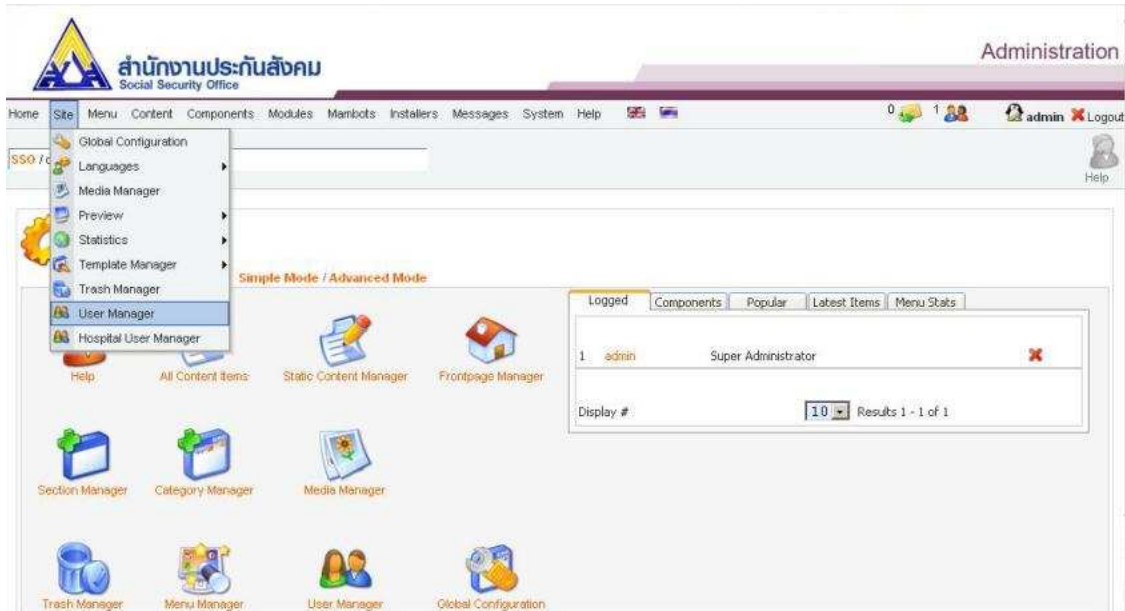 สำนักงานประกันสังคม
Social Security Office
Administration
Home Site Menu Content Components Modules Mambots Installers Messages System Help 0 1 admin Logout
SSO /
Help
Global Configuration
Languages
Media Manager
Preview
Statistics
Template Manager
Trash Manager
User Manager
Hospital User Manager
Simple Mode / Advanced Mode
Help All Content Items Static Content Manager Frontpage Manager
Section Manager Category Manager Media Manager
Trash Manager Menu Manager User Manager Global Configuration
Logged Components Popular Latest Items Menu Stats
1 admin Super Administrator
Display # 10 Results 1 - 1 of 1